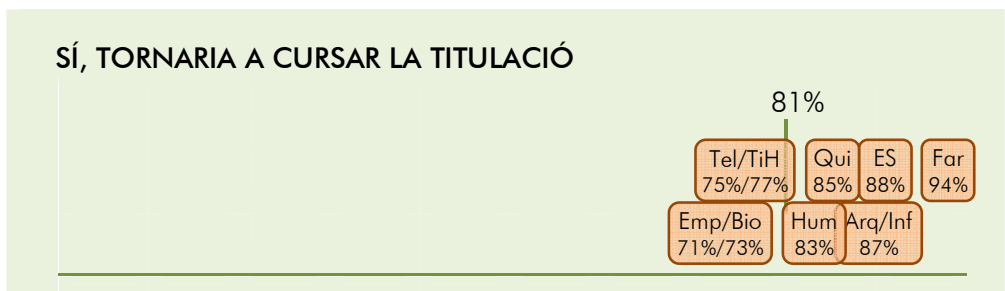 SÍ, TORNARIA A CURSAR LA TITULACIÓ
81%
Tel/TiH
75%/77%
Qui
85%
ES
88%
Far
94%
Emp/Bio
71%/73%
Hum
83%
Arq/Inf
87%